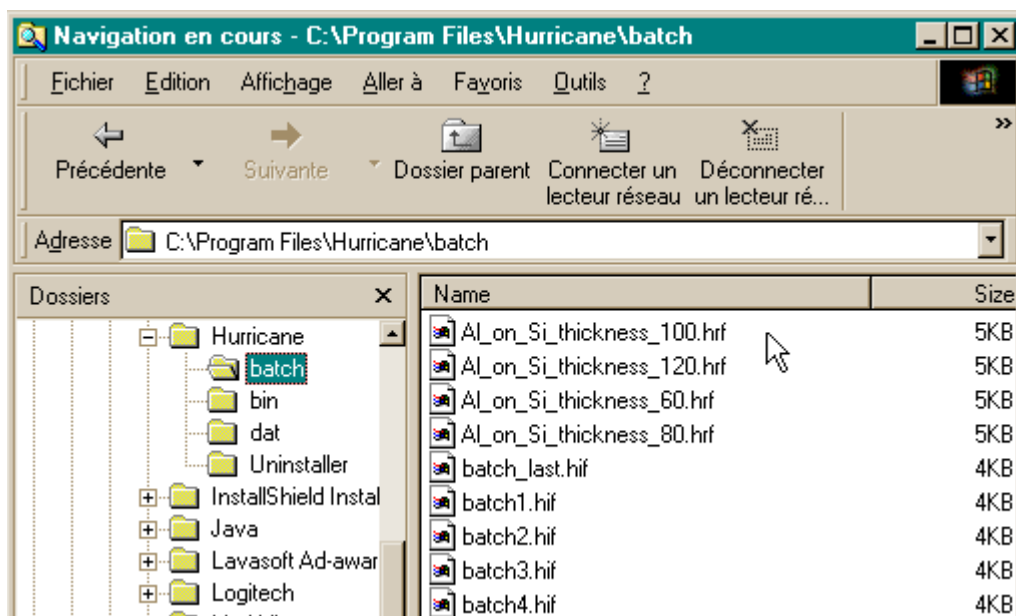 Navigation en cours - C:\Program Files\Hurricane\batch
Fichier Edition Affichage Aller à Favoris Outils ?
Précédente Suivante Dossier parent Connecter un lecteur réseau Déconnecter un lecteur ré...
Adresse C:\Program Files\Hurricane\batch
Dossiers
Hurricane
batch
bin
dat
Uninstaller
InstallShield Instal
Java
Lavasoft Ad-awar
Logitech
Name Size
Al_on_Si_thickness_100.hrf 5KB
Al_on_Si_thickness_120.hrf 5KB
Al_on_Si_thickness_60.hrf 5KB
Al_on_Si_thickness_80.hrf 5KB
batch_last.hif 4KB
batch1.hif 4KB
batch2.hif 4KB
batch3.hif 4KB
batch4.hif 4KB